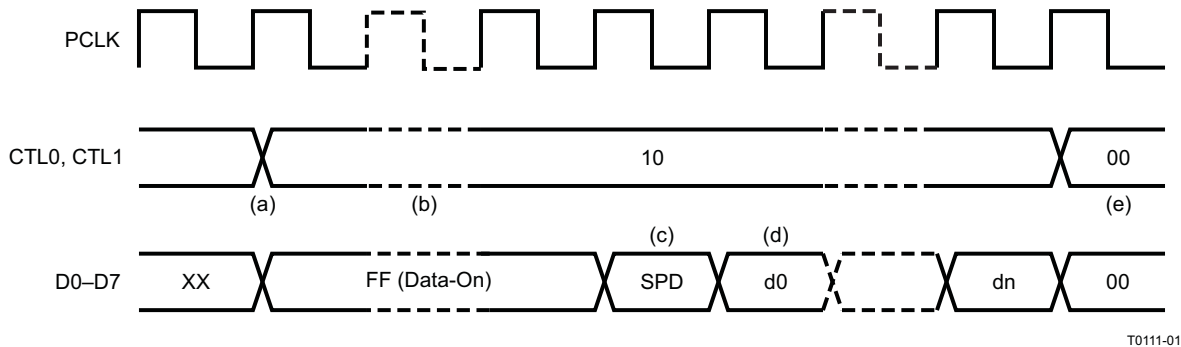 PCLK
CTL0, CTL1
10
00
(a)
(b)
(e)
(c)
(d)
D0–D7
XX
FF (Data-On)
SPD
d0
dn
00
T0111-01